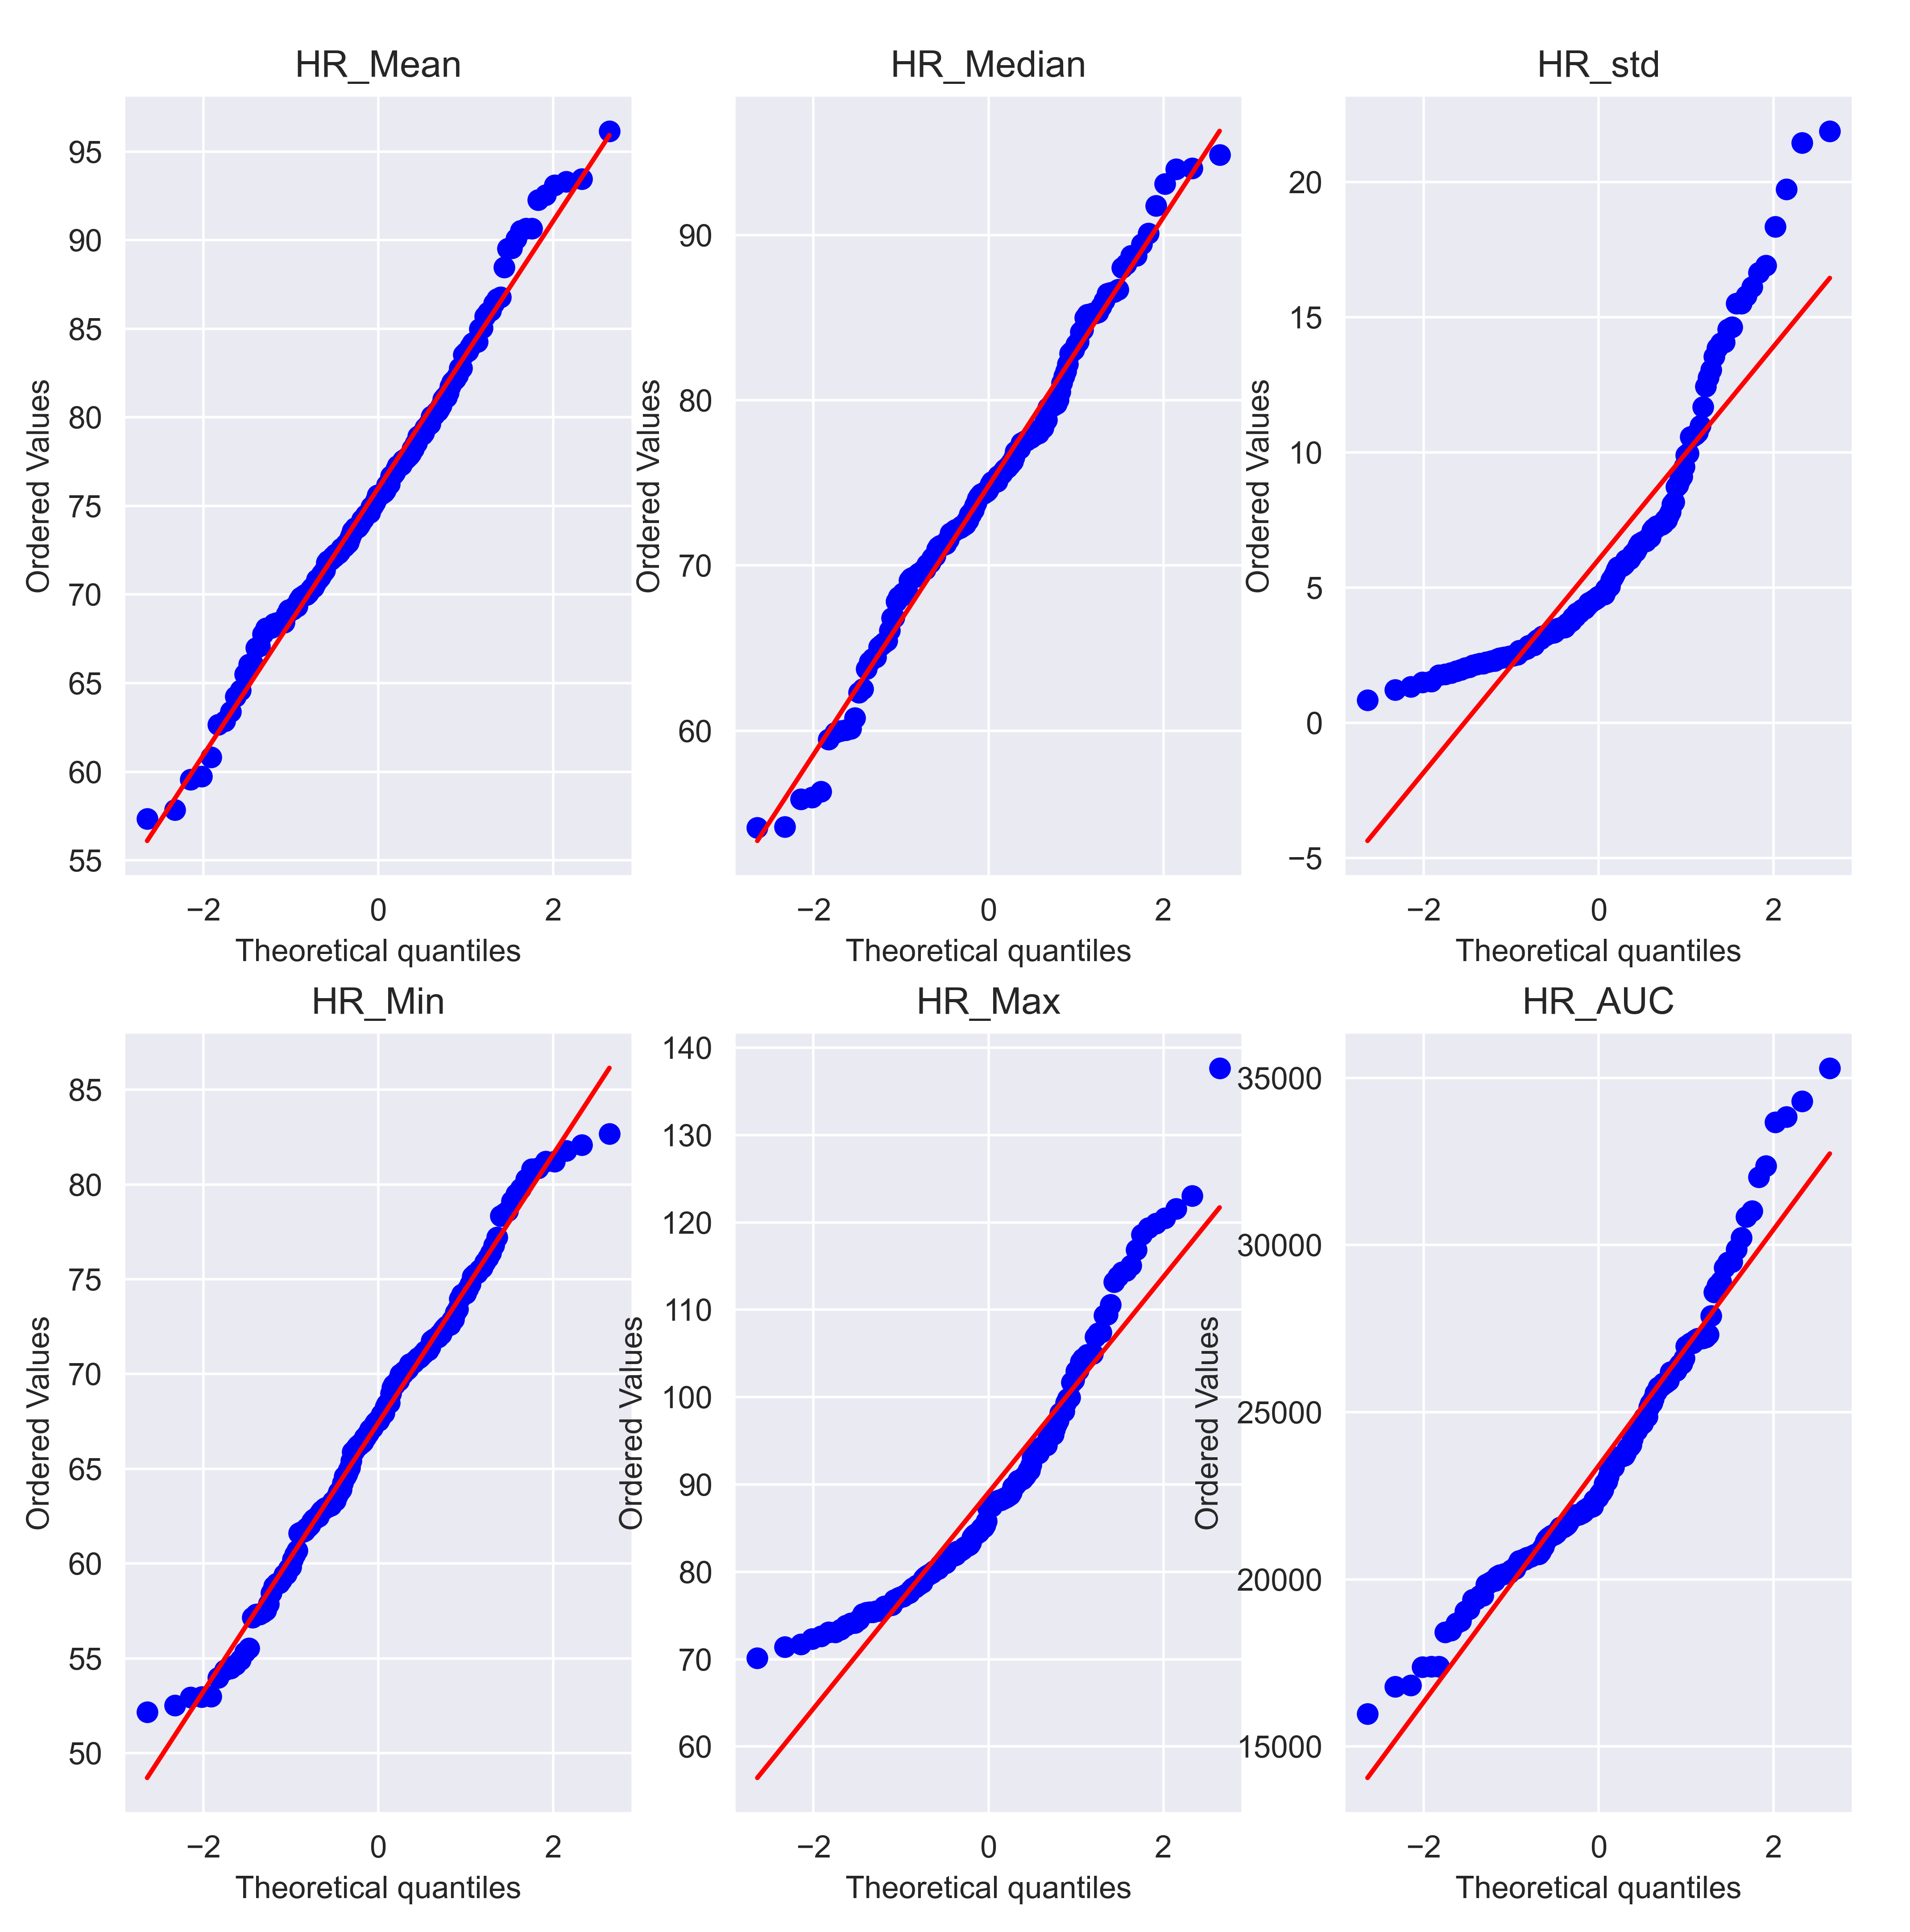 HR_Mean
HR_Median
HR_std
95
90
85
80
75
70
65
60
55
Ordered Values
−2 0 2
Theoretical quantiles
90
80
70
60
Ordered Values
−2 0 2
Theoretical quantiles
20
15
10
5
0
−5
Ordered Values
−2 0 2
Theoretical quantiles
HR_Min
HR_Max
HR_AUC
85
80
75
70
65
60
55
50
Ordered Values
−2 0 2
Theoretical quantiles
140
130
120
110
100
90
80
70
60
Ordered Values
−2 0 2
Theoretical quantiles
35000
30000
25000
20000
15000
Ordered Values
−2 0 2
Theoretical quantiles